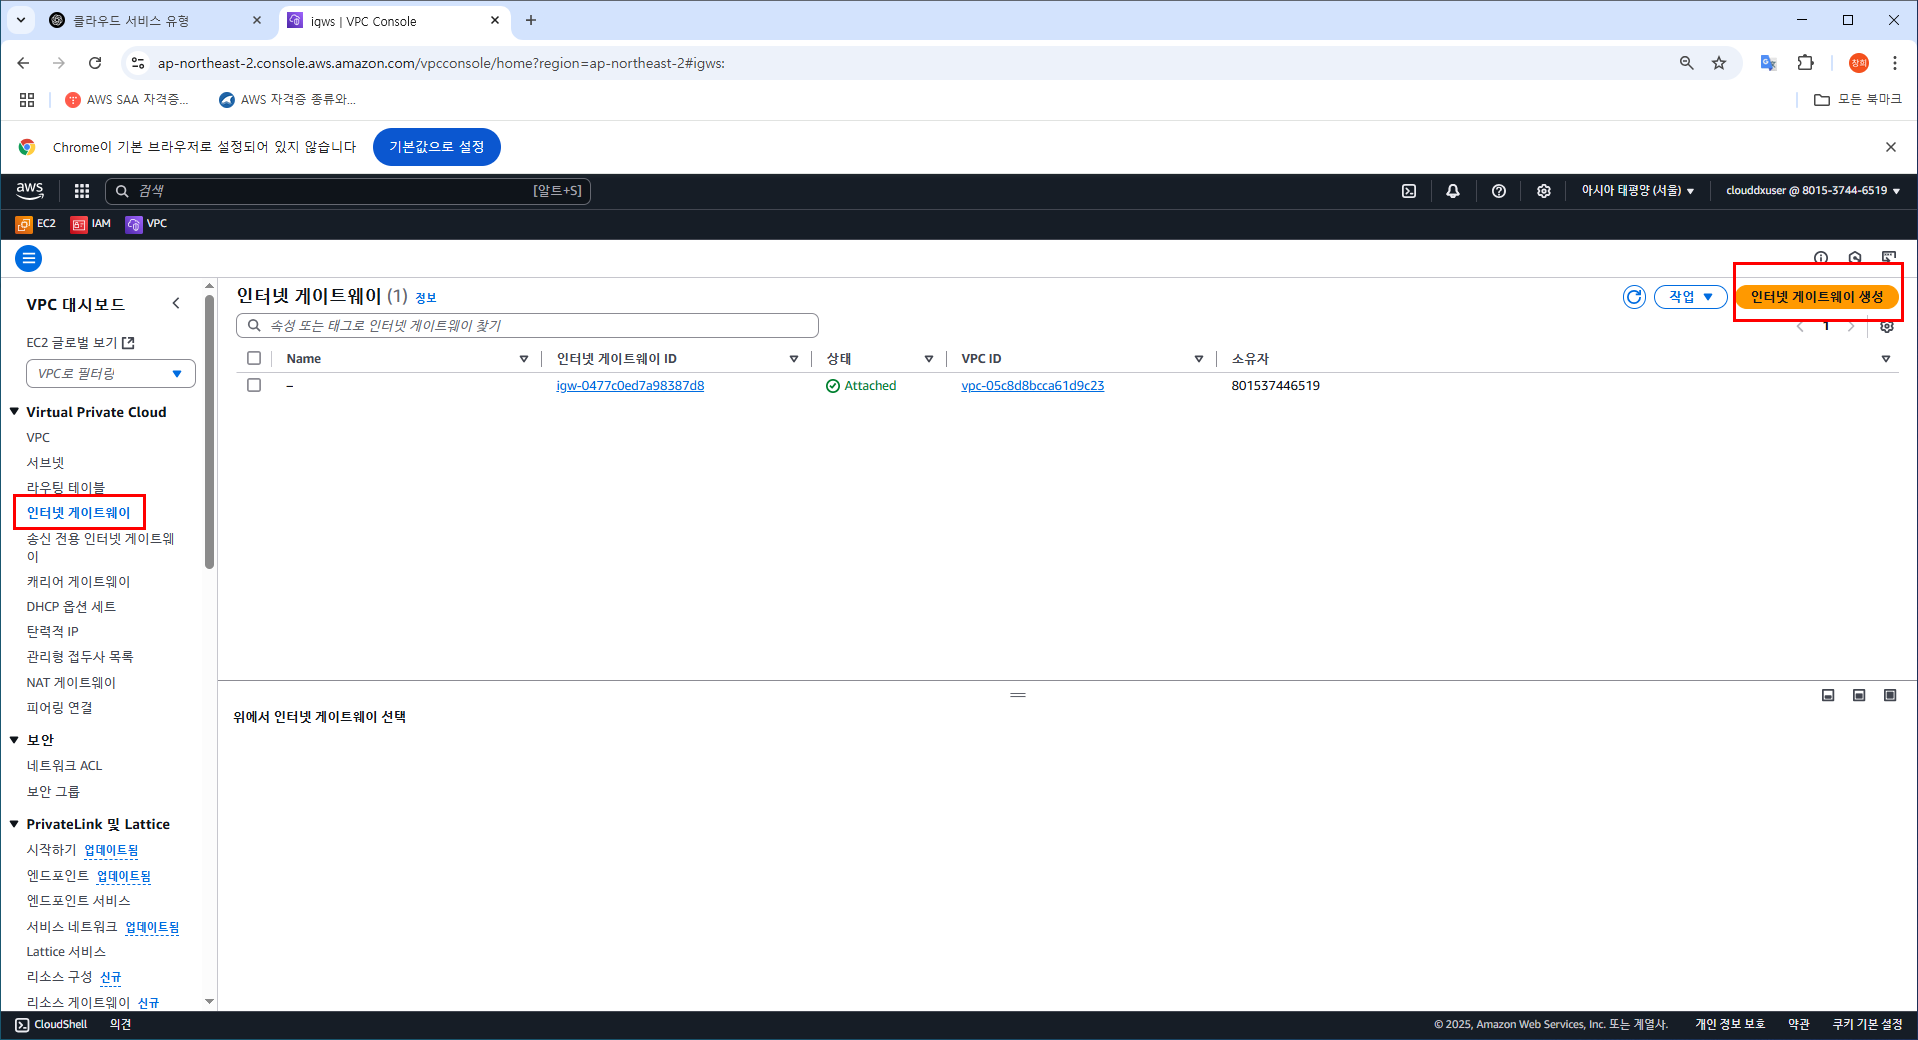 클라우드 서비스 유형
igws | VPC Console
ap-northeast-2.console.aws.amazon.com/vpcconsole/home?region=ap-northeast-2#igws:
창희
AWS SAA 자격증...
AWS 자격증 종류와...
모든 북마크
Chrome이 기본 브라우저로 설정되어 있지 않습니다
기본값으로 설정
aws
검색
[알트+S]
아시아 태평양 (서울)
clouddxuser @ 8015-3744-6519
EC2
IAM
VPC
VPC 대시보드
EC2 글로벌 보기
VPC로 필터링
Virtual Private Cloud
VPC
서브넷
라우팅 테이블
인터넷 게이트웨이
송신 전용 인터넷 게이트웨
이
캐리어 게이트웨이
DHCP 옵션 세트
탄력적 IP
관리형 접두사 목록
NAT 게이트웨이
피어링 연결
보안
네트워크 ACL
보안 그룹
PrivateLink 및 Lattice
시작하기 업데이트됨
엔드포인트 업데이트됨
엔드포인트 서비스
서비스 네트워크 업데이트됨
Lattice 서비스
리소스 구성 신규
리소스 게이트웨이 신규
인터넷 게이트웨이 (1) 정보
작업
인터넷 게이트웨이 생성
속성 또는 태그로 인터넷 게이트웨이 찾기
1
Name
인터넷 게이트웨이 ID
상태
VPC ID
소유자
–
igw-0477c0ed7a98387d8
Attached
vpc-05c8d8bcca61d9c23
801537446519
위에서 인터넷 게이트웨이 선택
CloudShell
의견
© 2025, Amazon Web Services, Inc. 또는 계열사.
개인 정보 보호
약관
쿠키 기본 설정